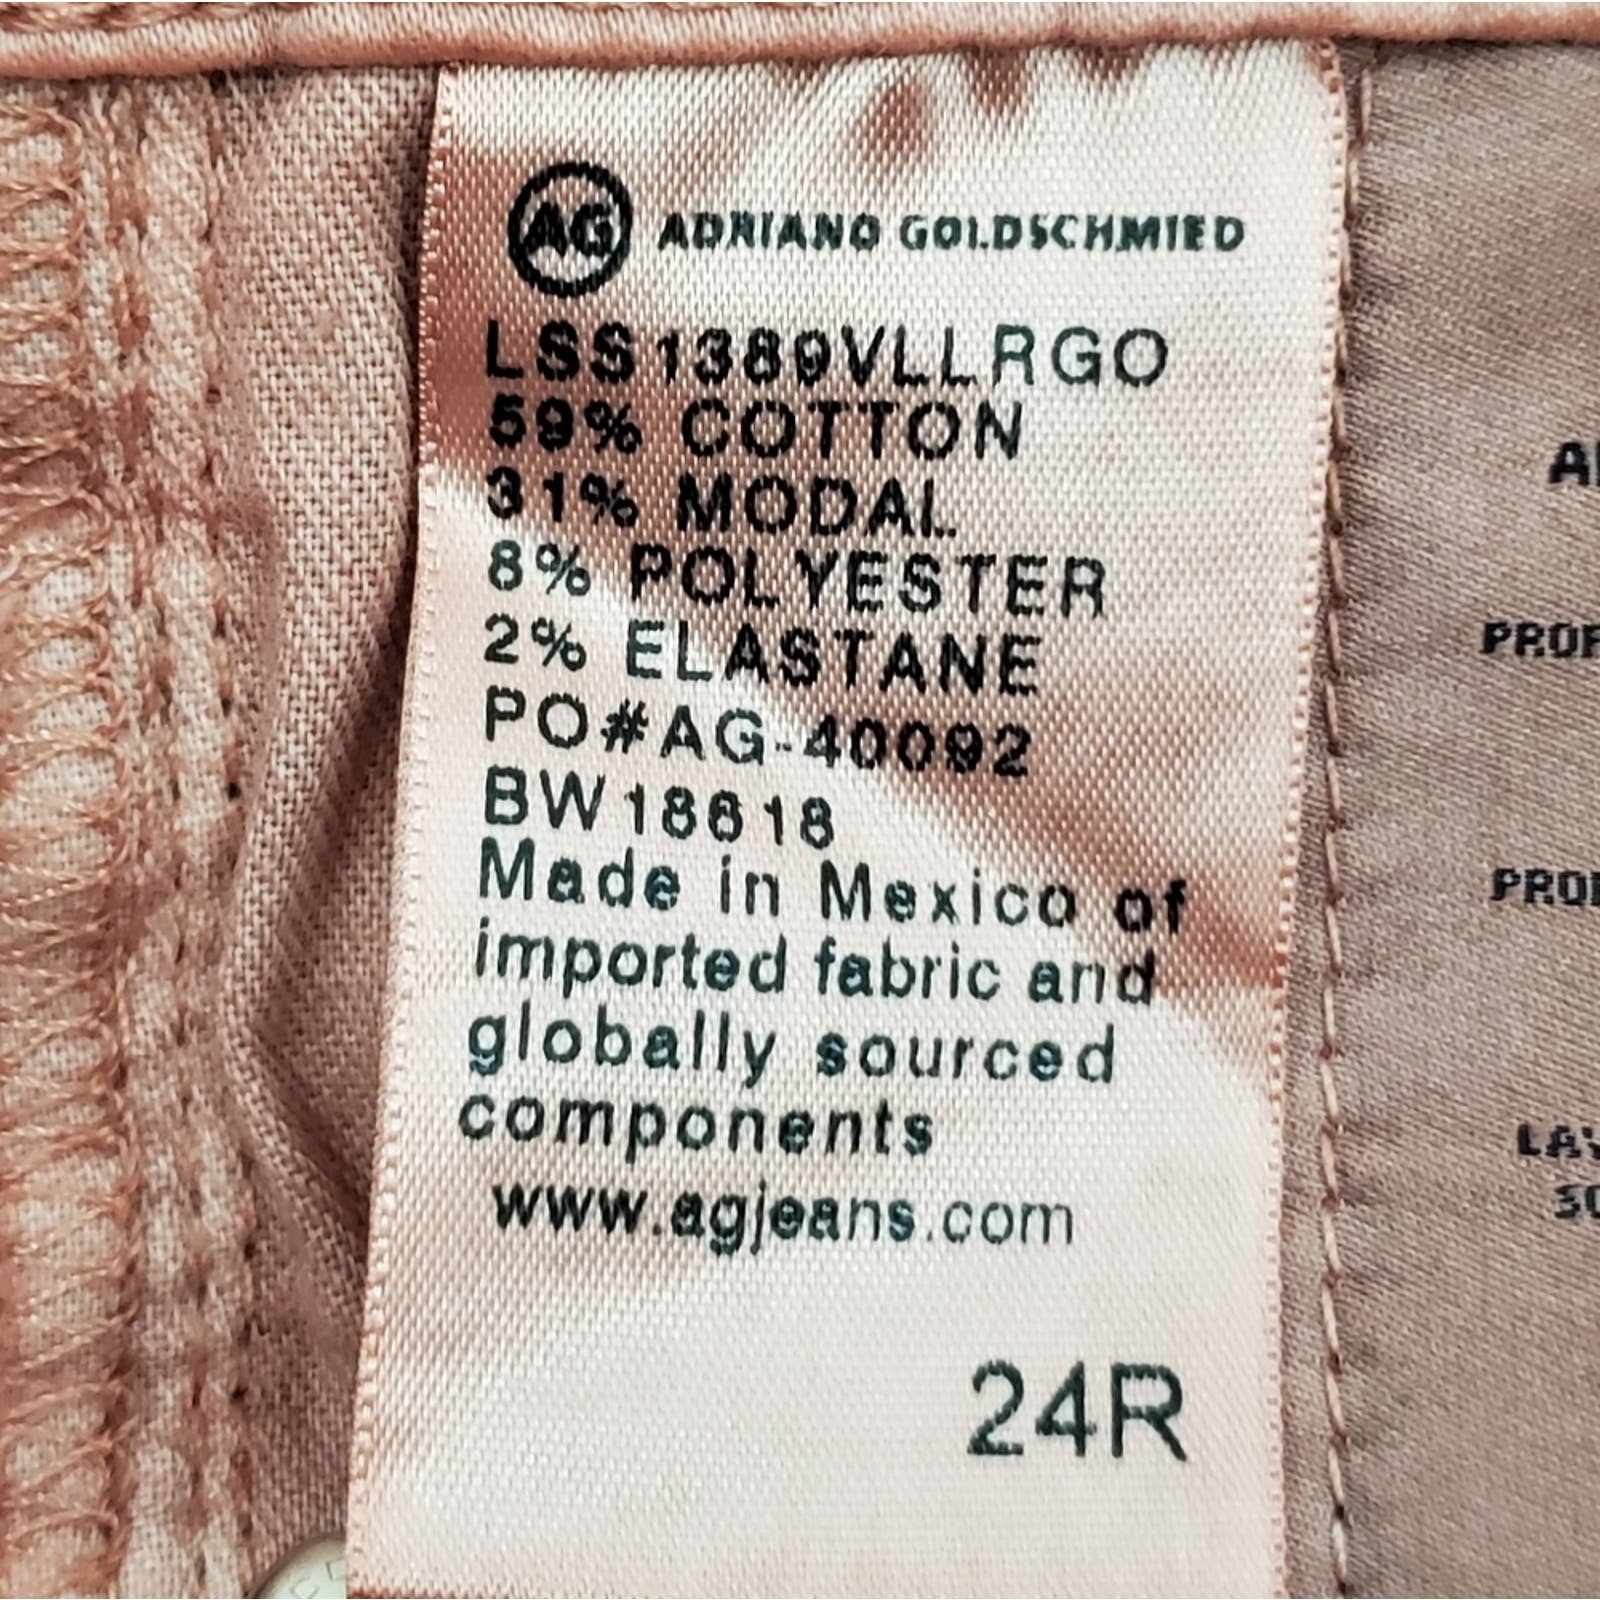 AG ADRIANO GOLDSCHMIED
LSS1389VLLRGO
59% COTTON
31% MODAL
8% POLYESTER
2% ELASTANE
PO#AG-40092
BW18818
Made in Mexico of
imported fabric and
globally sourced
components
www.agjeans.com
24R